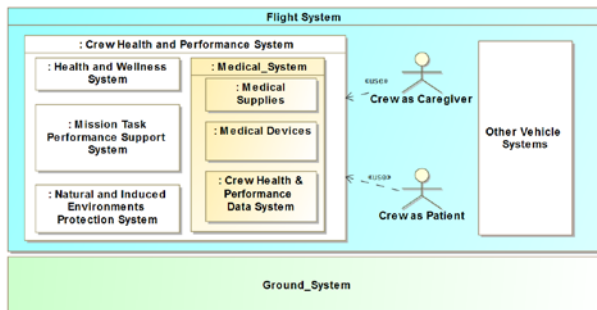 Flight System
: Crew Health and Performance System
: Health and Wellness
System
: Mission Task
Performance Support
System
: Natural and Induced
Environments
Protection System
: Medical_System
: Medical
Supplies
: Medical Devices
: Crew Health &
Performance
Data System
«use»
Crew as Caregiver
«use»
Crew as Patient
Other Vehicle
Systems
Ground_System